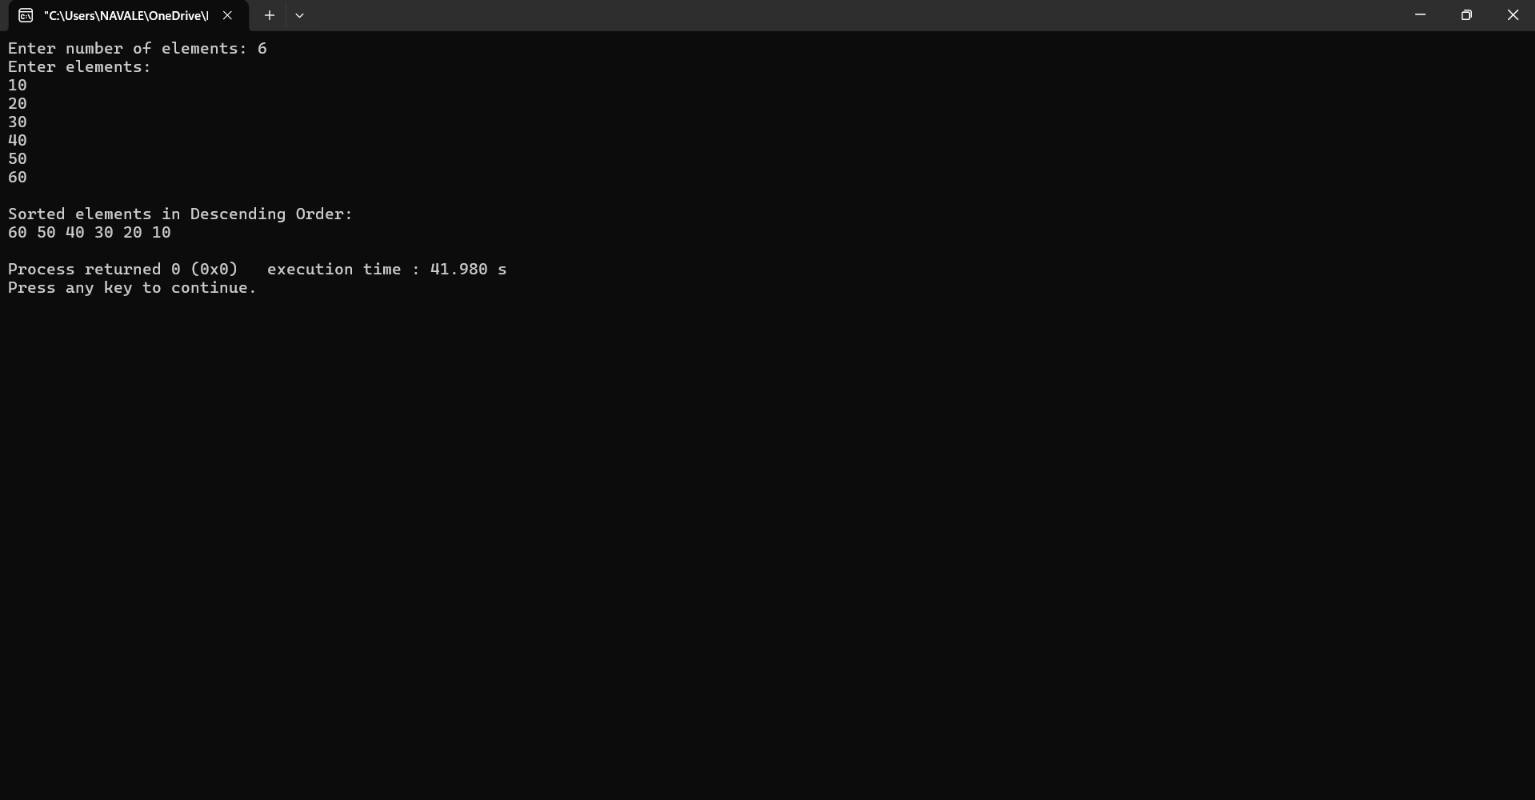 "C:\Users\NAVALE\OneDrive\
Enter number of elements: 6
Enter elements:
10
20
30
40
50
60
Sorted elements in Descending Order:
60 50 40 30 20 10
Process returned 0 (0x0)   execution time : 41.980 s
Press any key to continue.